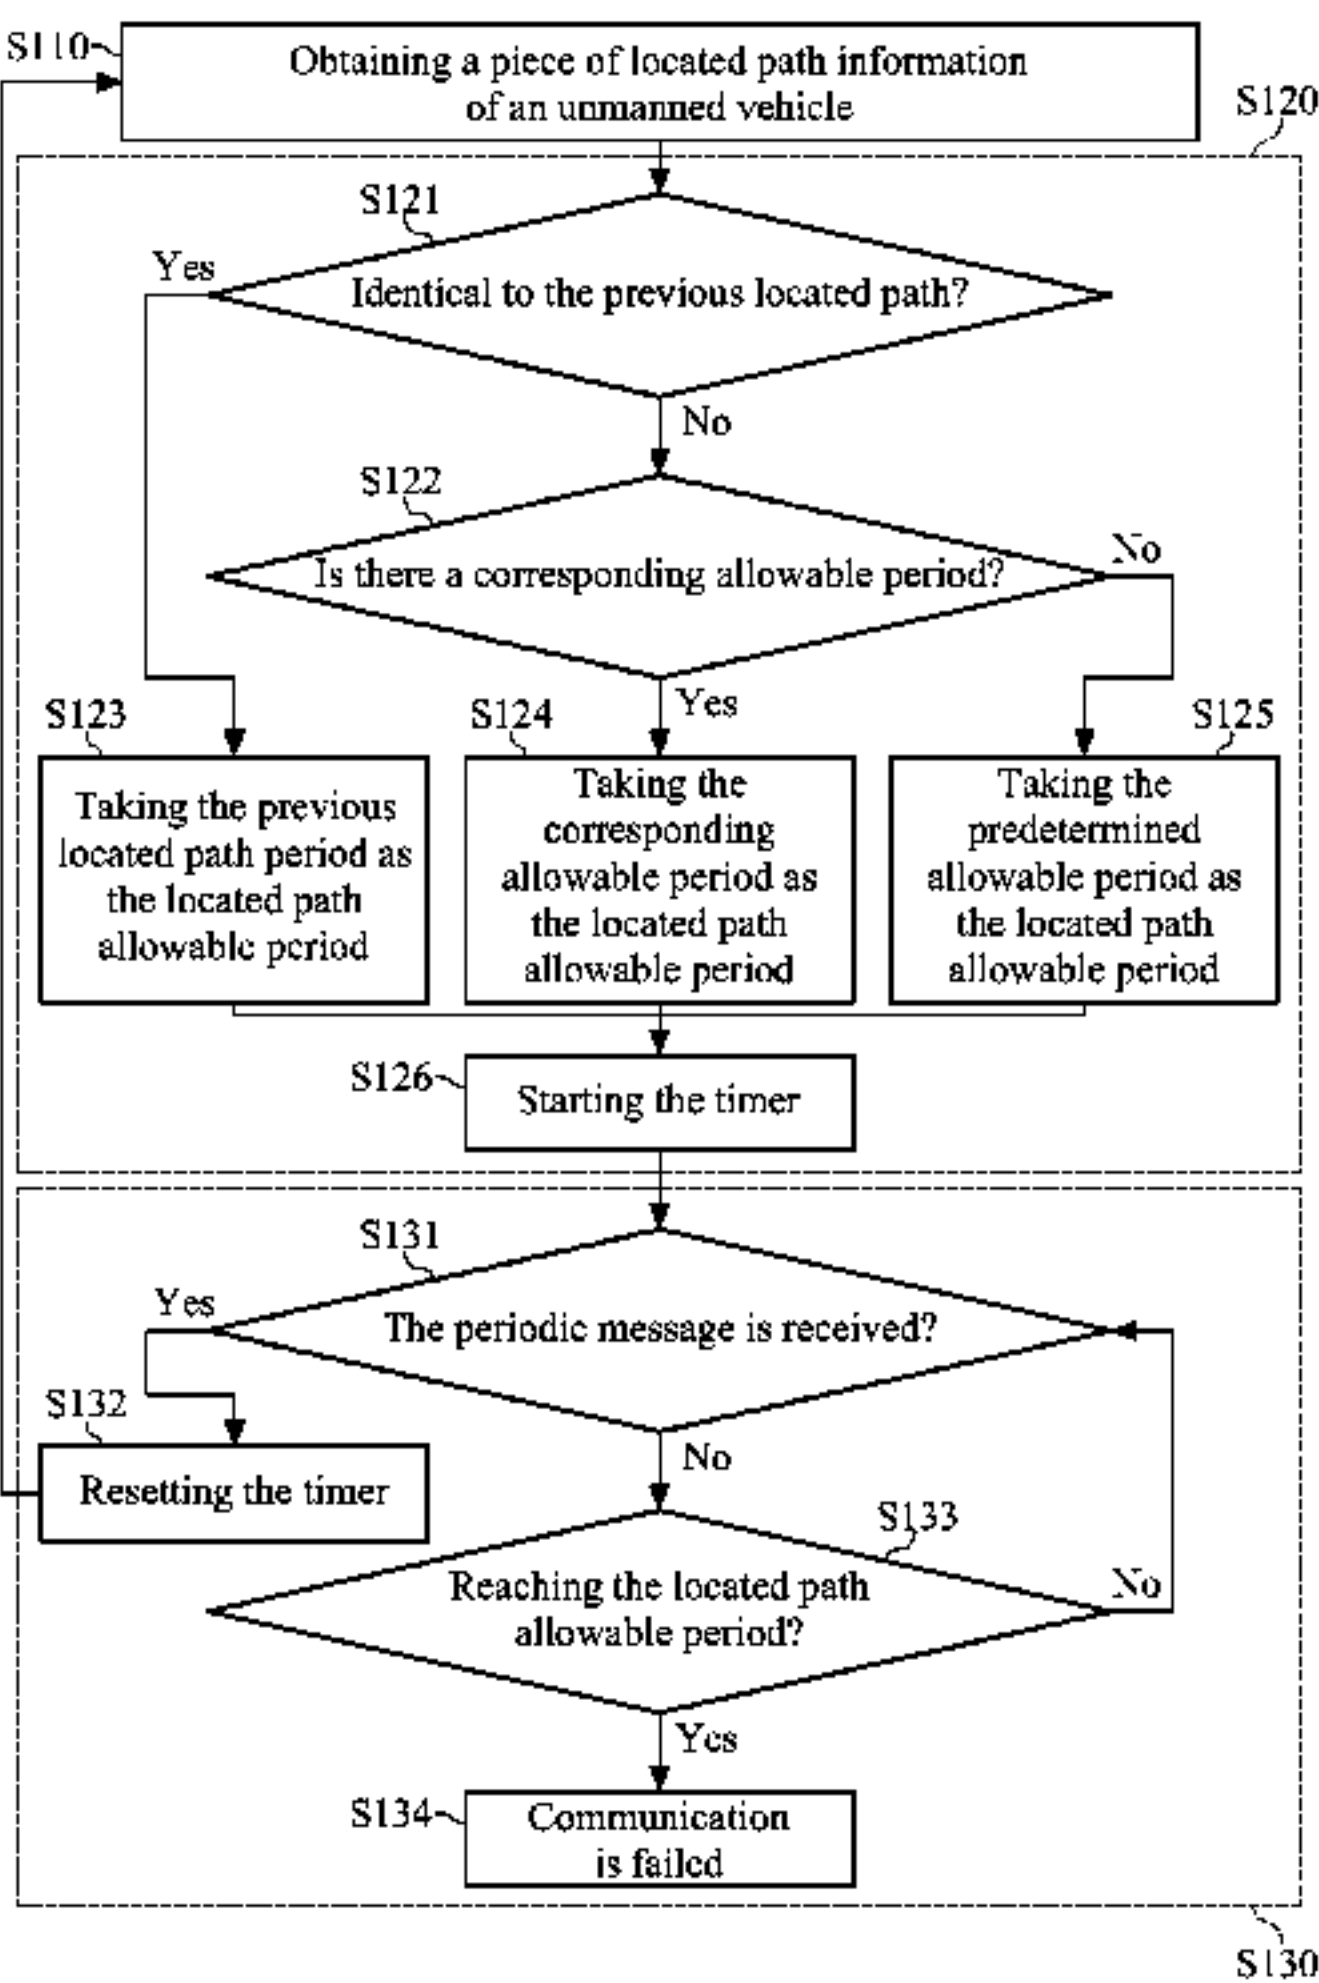 S110
Obtaining a piece of located path information
of an unmanned vehicle
S120
S121
Yes
Identical to the previous located path?
No
S122
Is there a corresponding allowable period?
No
Yes
S123
S124
S125
Taking the previous
located path period as
the located path
allowable period
Taking the
corresponding
allowable period as
the located path
allowable period
Taking the
predetermined
allowable period as
the located path
allowable period
S126
Starting the timer
S131
Yes
The periodic message is received?
S132
No
Resetting the timer
S133
Reaching the located path
allowable period?
No
Yes
S134
Communication
is failed
S130